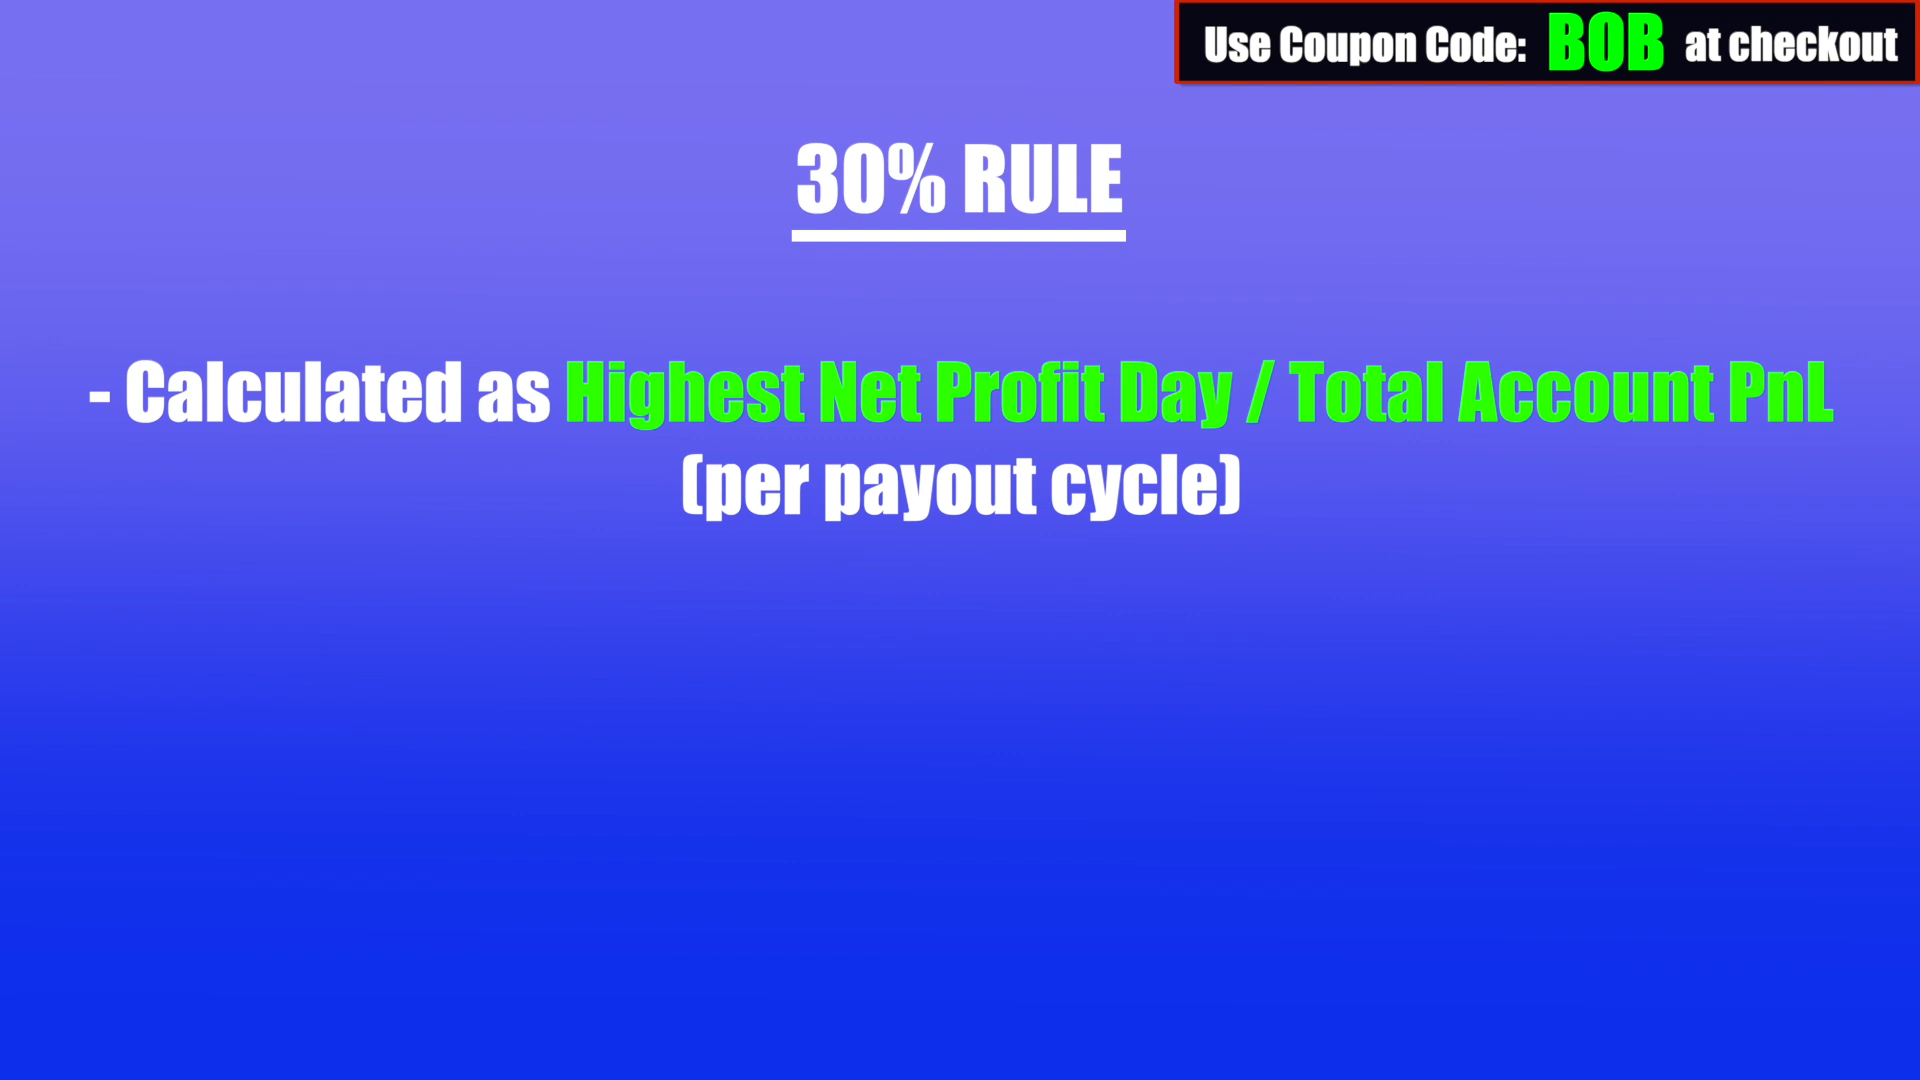 Use Coupon Code: BOB at checkout
30% RULE
- Calculated as Highest Net Profit Day / Total Account PnL
(per payout cycle)